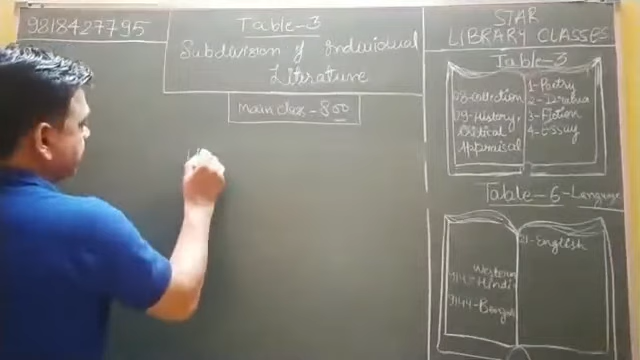 9818427795
Table-3
Subdivision of Individual
Literature
Main class - 800
STAR
LIBRARY CLASSES
Table-3
08-Collection
09-History,
Critical
Appraisal
1-Poetry
2-Drama
3-Fiction
4-Essay
Table-6-Language
Western
Hindi
9144-Bengali
21-English